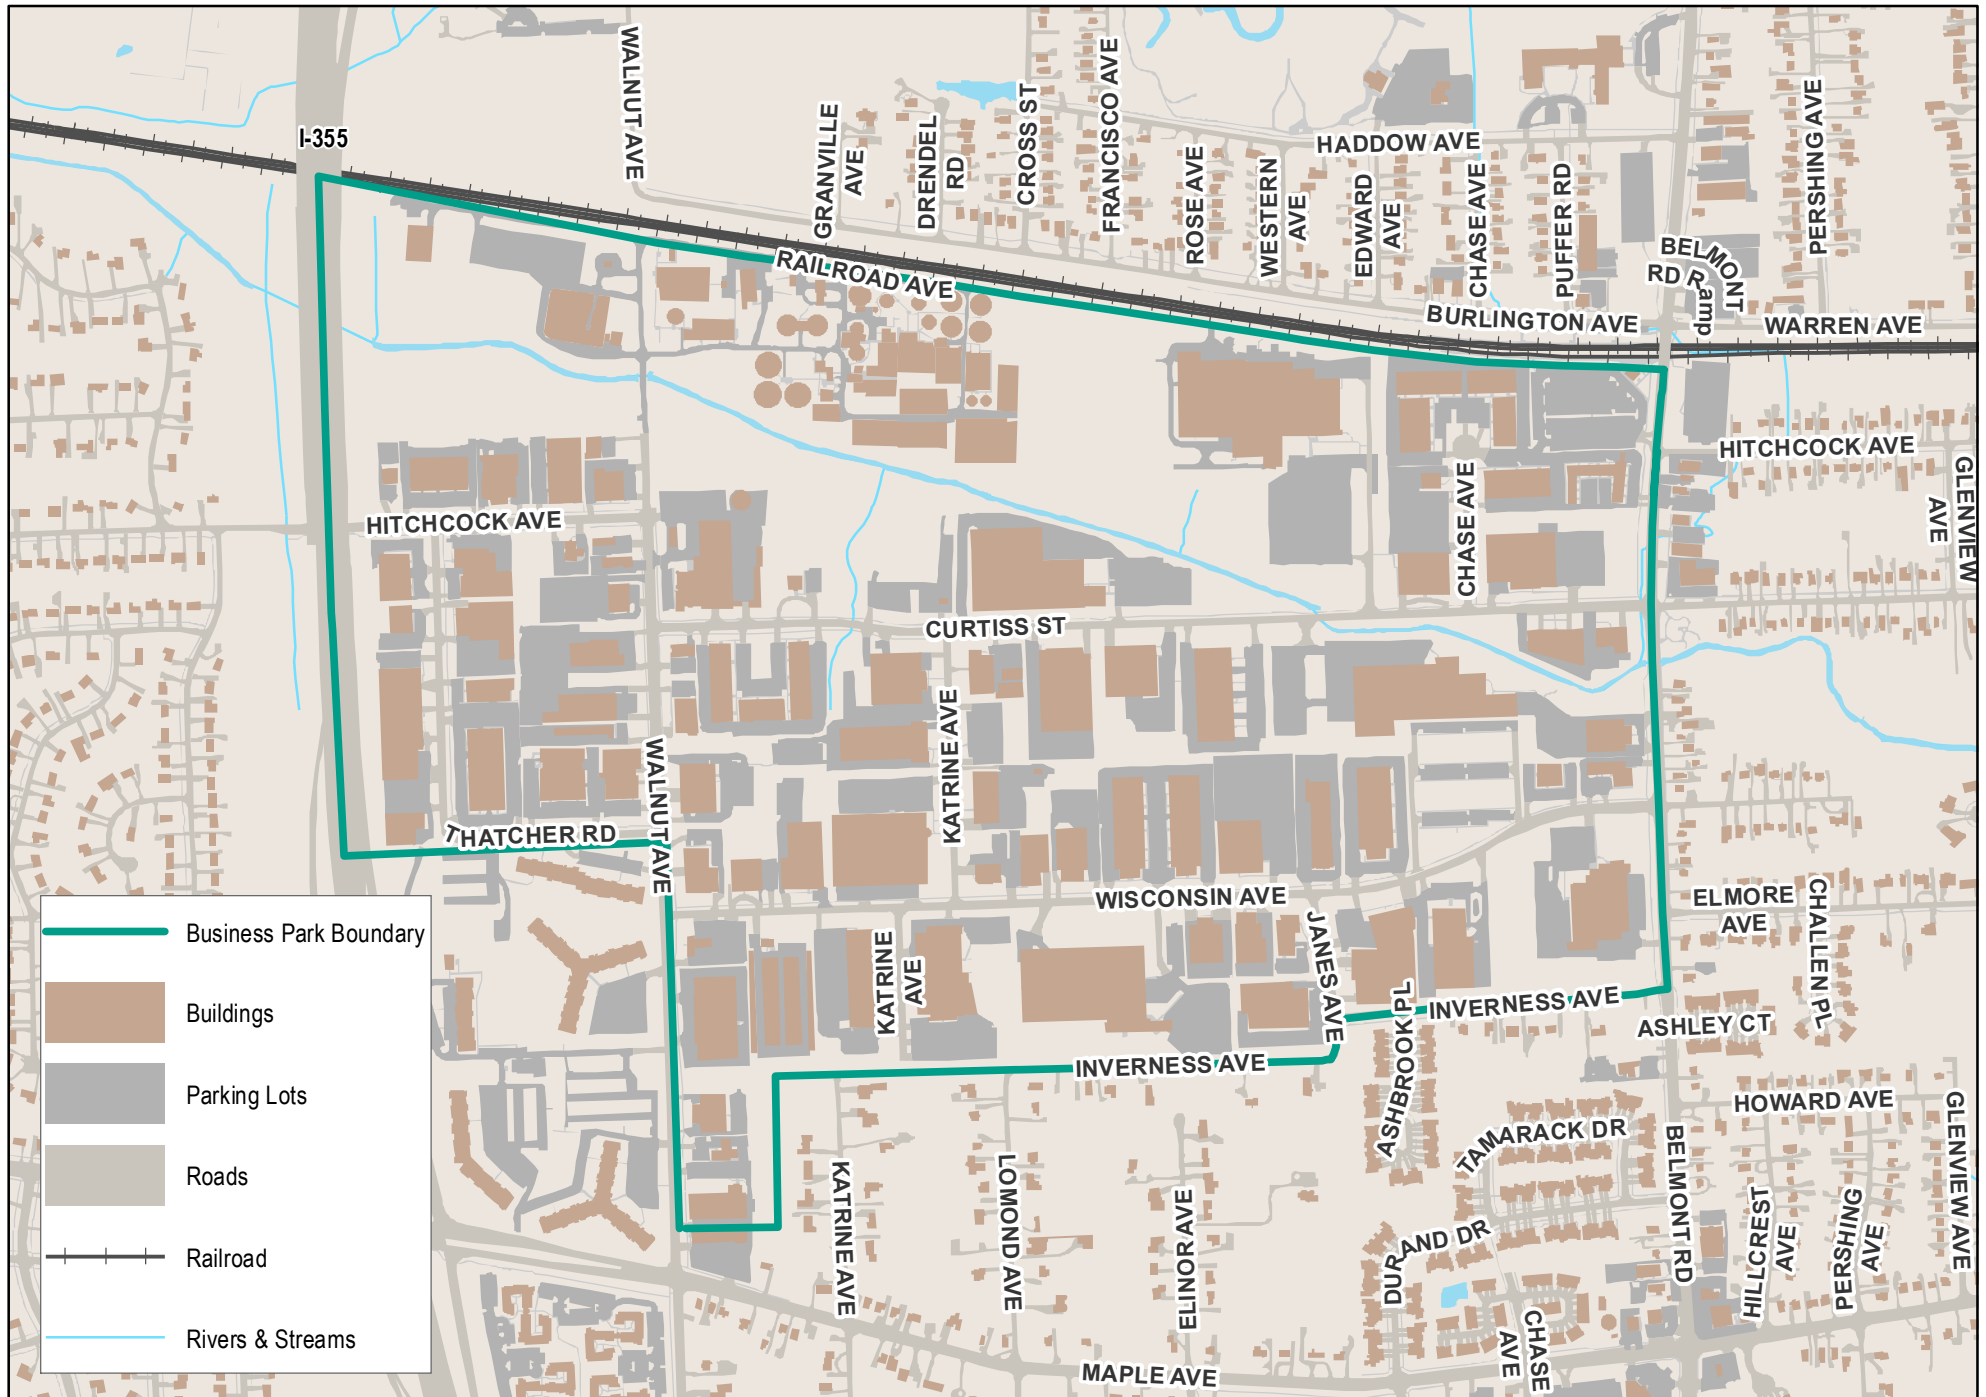 I-355
WALNUT AVE
GRANVILLE
AVE
DRENDEL
RD
CROSS ST
FRANCISCO AVE
ROSE AVE
WESTERN
AVE
HADDOW AVE
EDWARD
AVE
CHASE AVE
PUFFER RD
PERSHING AVE
BELMONT
RD Ramp
RAILROAD AVE
BURLINGTON AVE
WARREN AVE
HITCHCOCK AVE
GLENVIEW
AVE
CHASE AVE
HITCHCOCK AVE
CURTISS ST
KATRINE AVE
WALNUT AVE
THATCHER RD
WISCONSIN AVE
JANES AVE
ELMORE
AVE
CHALLEN PL
KATRINE
AVE
INVERNESS AVE
ASHLEY CT
INVERNESS AVE
ASHBROOK PL
HOWARD AVE
GLENVIEW AVE
TAMARACK DR
BELMONT RD
KATRINE AVE
LOMOND AVE
ELINOR AVE
DURAND DR
HILLCREST
AVE
PERSHING
AVE
CHASE
AVE
MAPLE AVE
Business Park Boundary
Buildings
Parking Lots
Roads
Railroad
Rivers & Streams